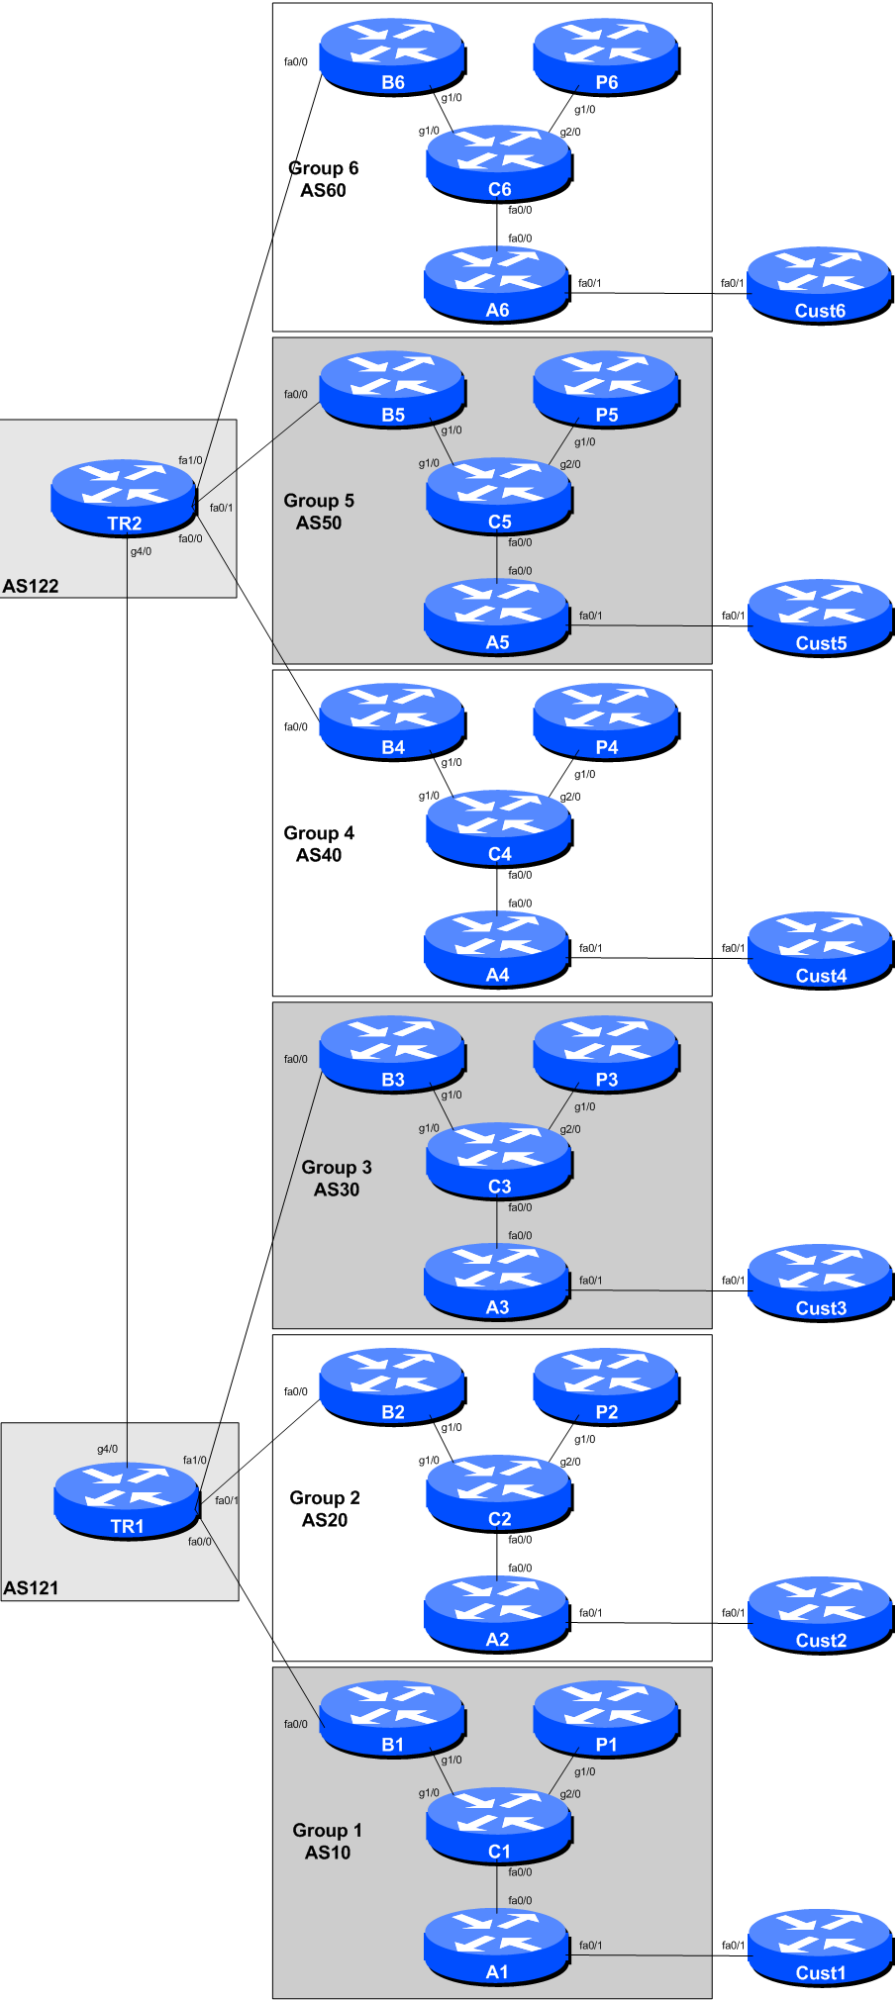 fa0/0
B6
P6
g1/0
g1/0
g1/0
g2/0
Group 6
AS60
C6
fa0/0
fa0/0
fa0/1
fa0/1
A6
Cust6
fa0/0
B5
P5
g1/0
g1/0
g1/0
g2/0
fa1/0
Group 5
AS50
fa0/1
TR2
C5
fa0/0
g4/0
fa0/0
fa0/0
AS122
fa0/1
fa0/1
A5
Cust5
fa0/0
B4
P4
g1/0
g1/0
g1/0
g2/0
Group 4
AS40
C4
fa0/0
fa0/0
fa0/1
fa0/1
A4
Cust4
fa0/0
B3
P3
g1/0
g1/0
g1/0
g2/0
Group 3
AS30
C3
fa0/0
fa0/0
fa0/1
fa0/1
A3
Cust3
fa0/0
B2
P2
g1/0
g1/0
g4/0
fa1/0
g1/0
g2/0
Group 2
AS20
fa0/1
TR1
C2
fa0/0
fa0/0
fa0/0
AS121
fa0/1
fa0/1
A2
Cust2
fa0/0
B1
P1
g1/0
g1/0
g1/0
g2/0
Group 1
AS10
C1
fa0/0
fa0/0
fa0/1
fa0/1
A1
Cust1